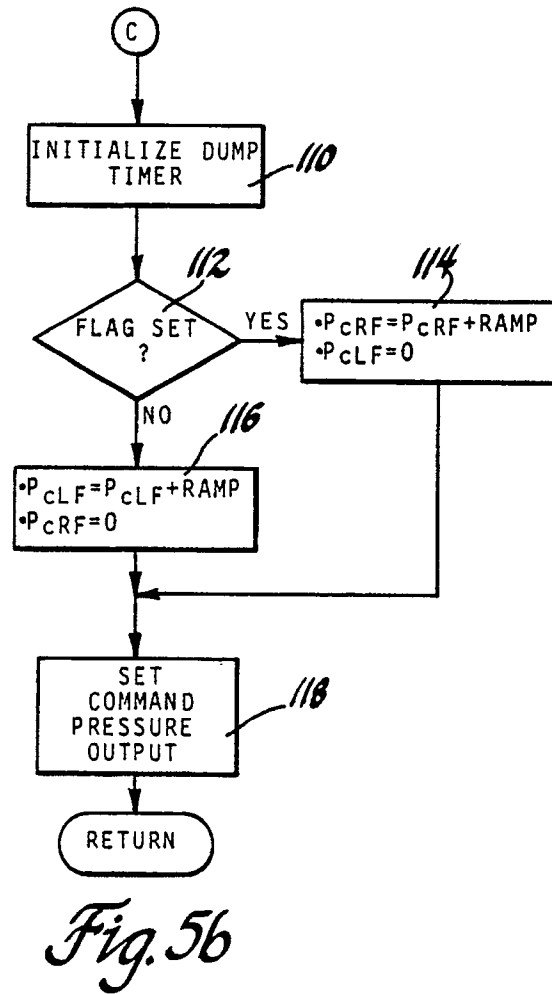 C
INITIALIZE DUMP
TIMER
110
112
FLAG SET
?
YES
114
•PcRF=PcRF+RAMP
•PcLF=0
NO
116
•PcLF=PcLF+RAMP
•PcRF=0
SET
COMMAND
PRESSURE
OUTPUT
118
RETURN
Fig. 5b